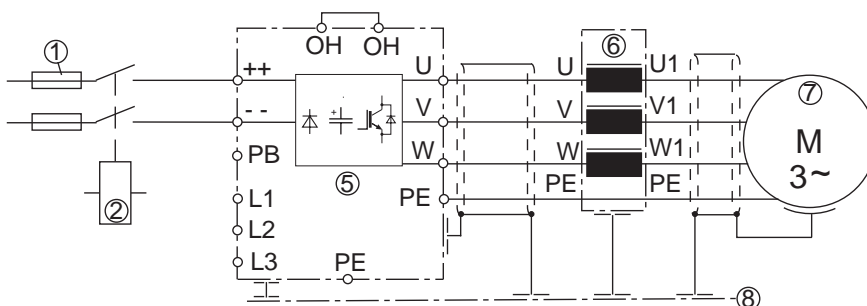 OH OH
① ⑥
++ U U U1 ⑦
-- V V V1
PB W W W1 M
⑤ PE PE 3~
② L1 PE
L2
L3 PE
⑧